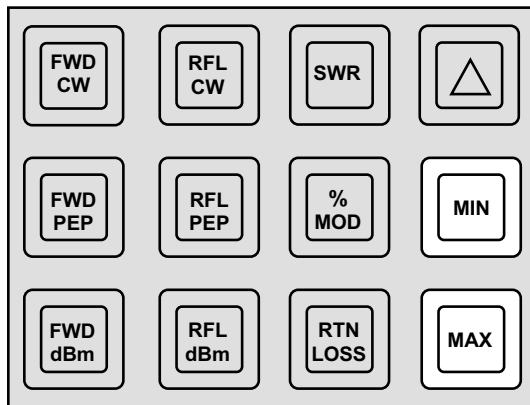 FWD
CW
RFL
CW
SWR
FWD
PEP
RFL
PEP
%
MOD
MIN
FWD
dBm
RFL
dBm
RTN
LOSS
MAX